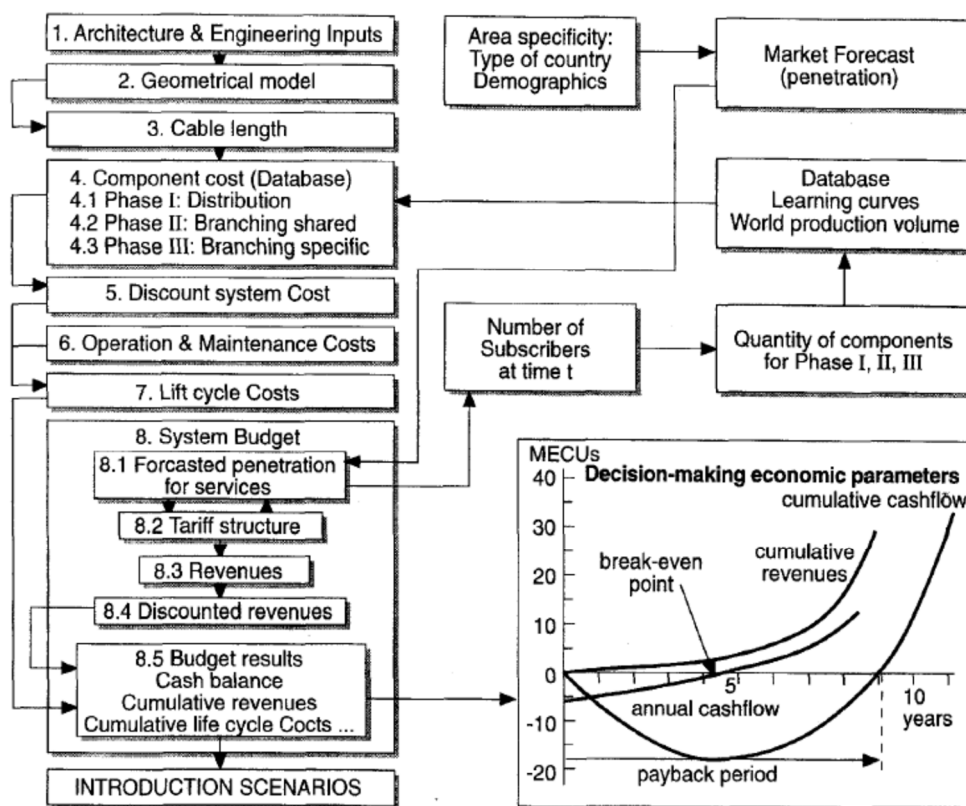 1. Architecture & Engineering Inputs
2. Geometrical model
3. Cable length
4. Component cost (Database)
4.1 Phase I: Distribution
4.2 Phase II: Branching shared
4.3 Phase III: Branching specific
5. Discount system Cost
6. Operation & Maintenance Costs
7. Lift cycle Costs
8. System Budget
8.1 Forcasted penetration
for services
8.2 Tariff structure
8.3 Revenues
8.4 Discounted revenues
8.5 Budget results
Cash balance
Cumulative revenues
Cumulative life cycle Cocts ...
INTRODUCTION SCENARIOS
Area specificity:
Type of country
Demographics
Market Forecast
(penetration)
Database
Learning curves
World production volume
Number of
Subscribers
at time t
Quantity of components
for Phase I, II, III
MECUs
Decision-making economic parameters
cumulative cashflow
cumulative
revenues
break-even
point
annual cashflow
payback period
40
30
20
10
0
-10
-20
5
10
years